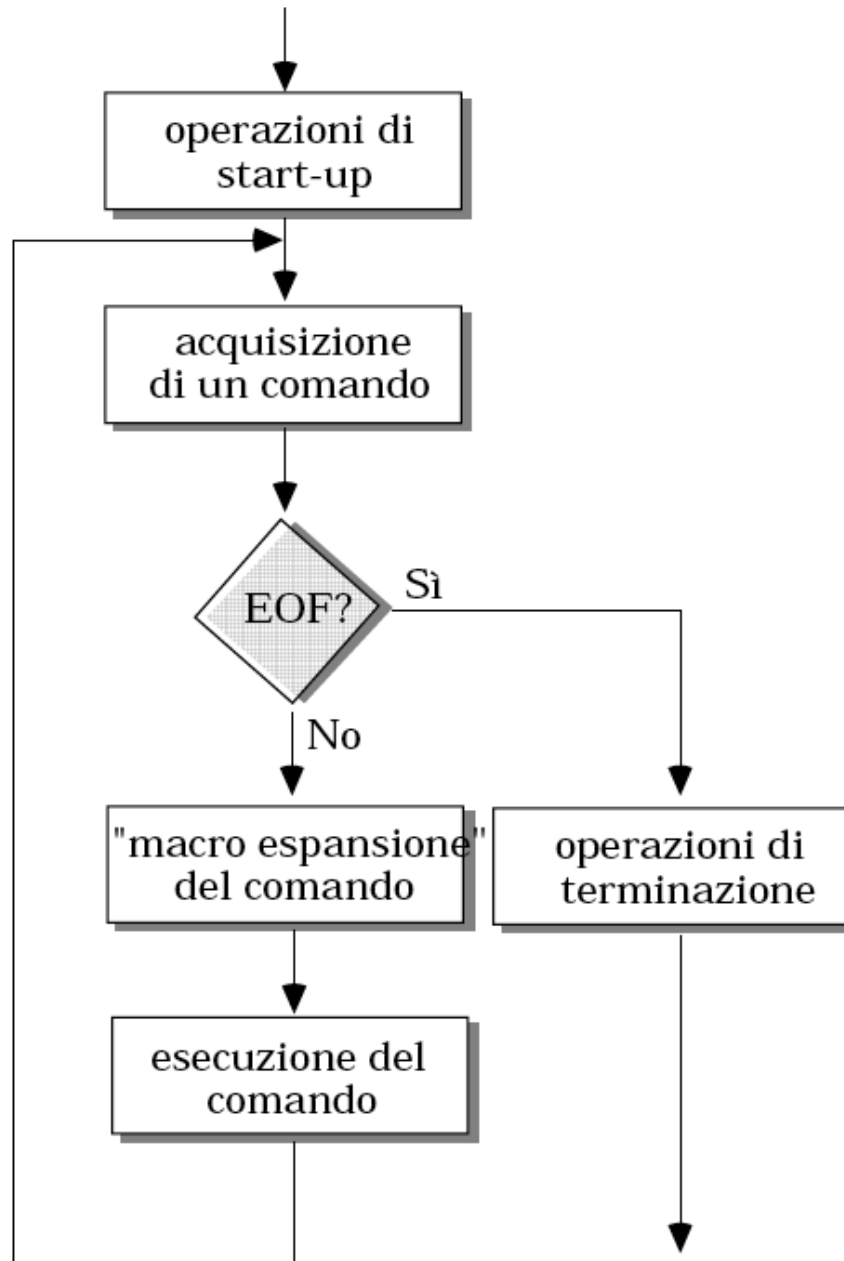 operazioni di
start-up
acquisizione
di un comando
EOF?
Sì
No
"macro espansione"
del comando
operazioni di
terminazione
esecuzione del
comando